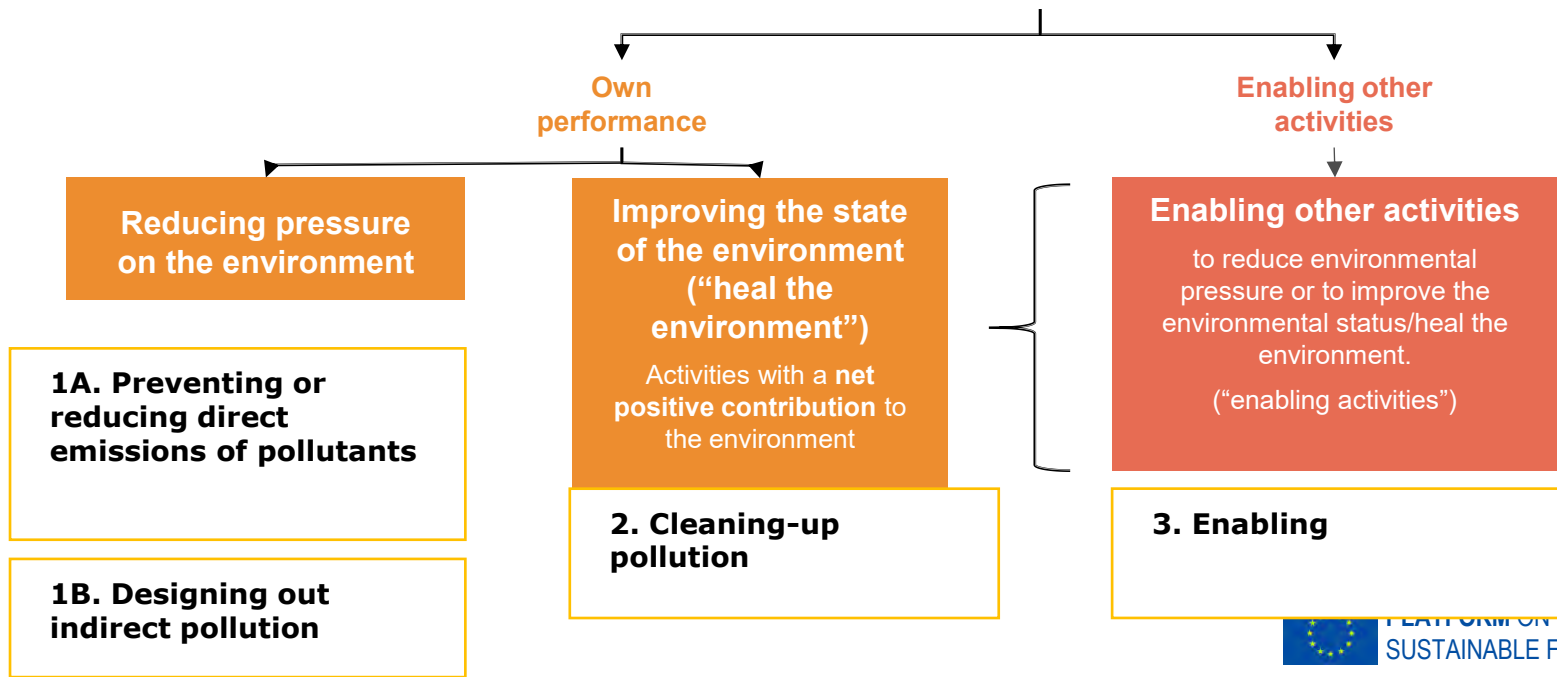 Own
performance
Enabling other
activities
Reducing pressure
on the environment
Improving the state
of the environment
(“heal the
environment”)
Activities with a net
positive contribution to
the environment
Enabling other activities
to reduce environmental
pressure or to improve the
environmental status/heal the
environment.
(“enabling activities”)
1A. Preventing or
reducing direct
emissions of pollutants
1B. Designing out
indirect pollution
2. Cleaning-up
pollution
3. Enabling
PLATFORM ON
SUSTAINABLE F